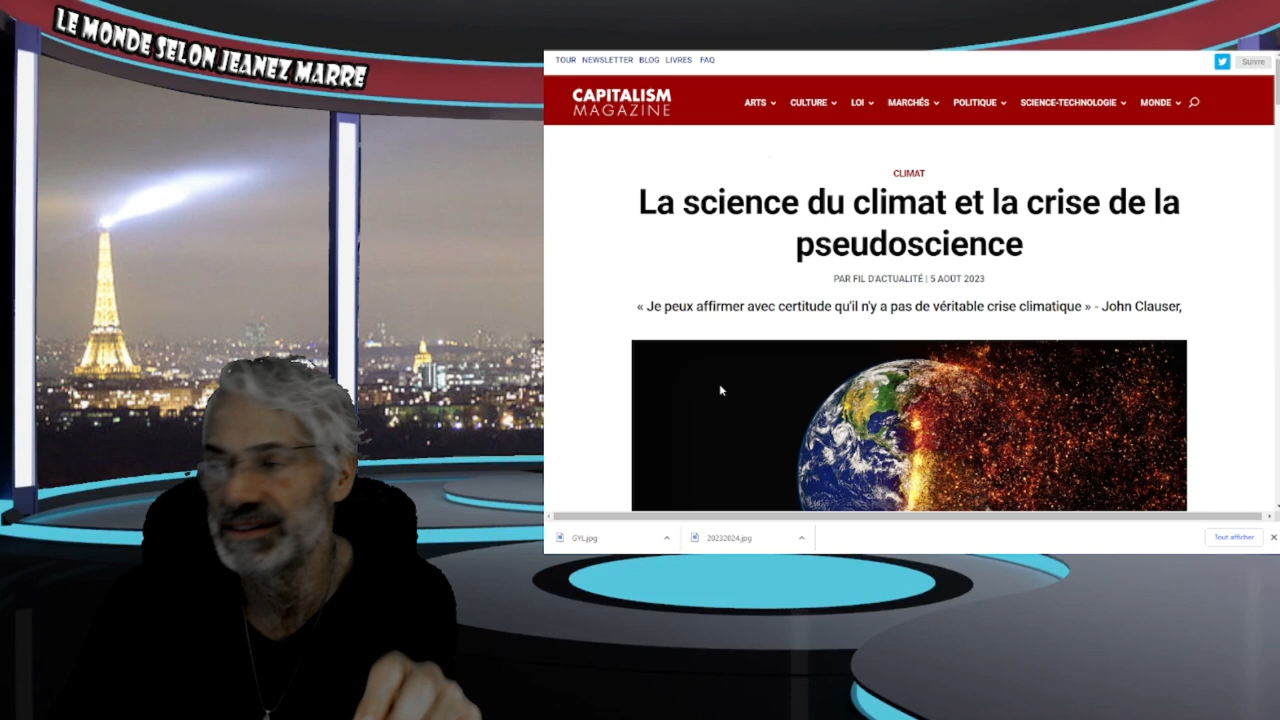 LE MONDE SELON JEANEZ MARRE
TOUR NEWSLETTER BLOG LIVRES FAQ
Suivre
CAPITALISM
MAGAZINE
ARTS CULTURE LOI MARCHÉS POLITIQUE SCIENCE-TECHNOLOGIE MONDE
CLIMAT
La science du climat et la crise de la
pseudoscience
PAR FIL D'ACTUALITÉ | 5 AOÛT 2023
« Je peux affirmer avec certitude qu'il n'y a pas de véritable crise climatique » - John Clauser,
GYL.jpg
20232024.jpg
Tout afficher